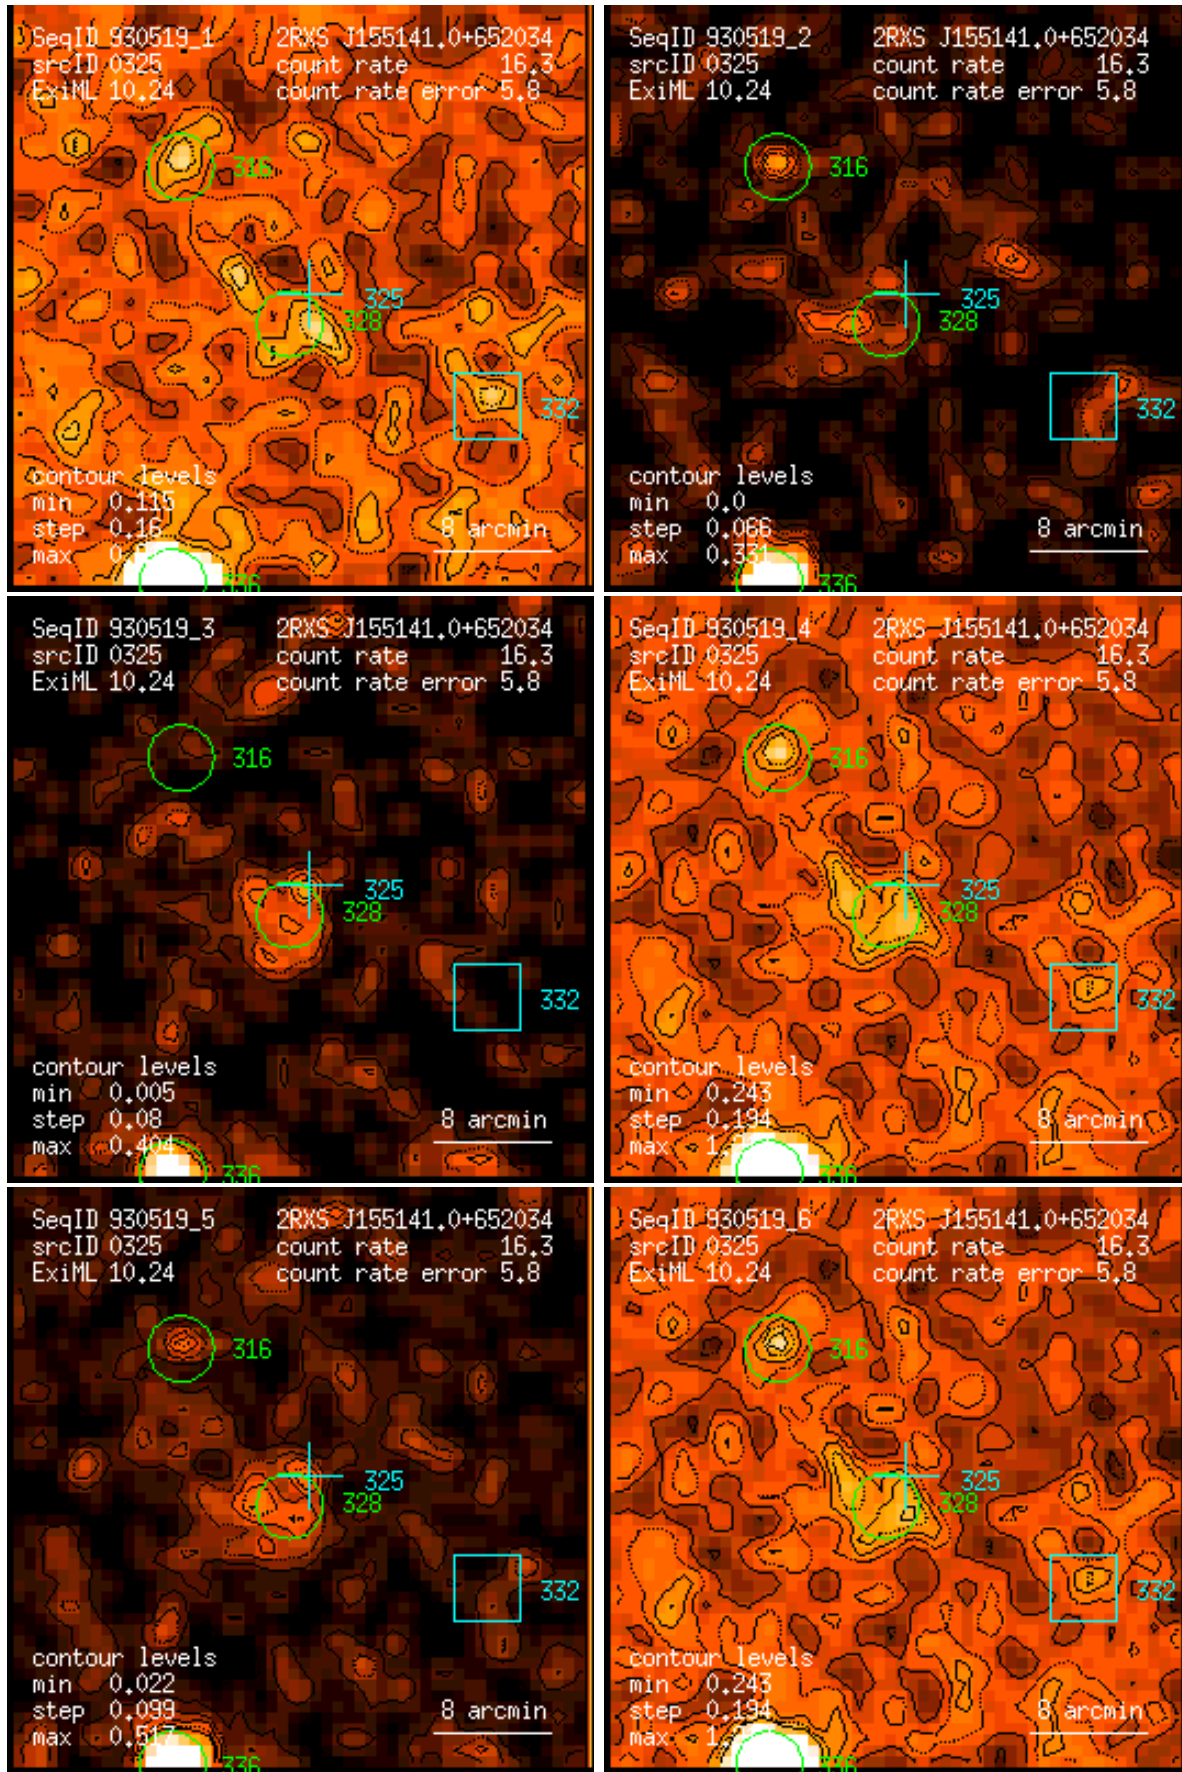 SeqID 930519_1 2RXS J155141.0+652034
srcID 0325 count rate 16.3
ExiML 10.24 count rate error 5.8
316
325
328
332
contour levels
min 0.115
step 0.16
max
8 arcmin
336
SeqID 930519_2 2RXS J155141.0+652034
srcID 0325 count rate 16.3
ExiML 10.24 count rate error 5.8
316
325
328
332
contour levels
min 0.0
step 0.066
max 0.331
8 arcmin
336
SeqID 930519_3 2RXS J155141.0+652034
srcID 0325 count rate 16.3
ExiML 10.24 count rate error 5.8
316
325
328
332
contour levels
min 0.005
step 0.08
max 0.404
8 arcmin
336
SeqID 930519_4 2RXS J155141.0+652034
srcID 0325 count rate 16.3
ExiML 10.24 count rate error 5.8
316
325
328
332
contour levels
min 0.243
step 0.194
max
8 arcmin
336
SeqID 930519_5 2RXS J155141.0+652034
srcID 0325 count rate 16.3
ExiML 10.24 count rate error 5.8
316
325
328
332
contour levels
min 0.022
step 0.099
max 0.517
8 arcmin
336
SeqID 930519_6 2RXS J155141.0+652034
srcID 0325 count rate 16.3
ExiML 10.24 count rate error 5.8
316
325
328
332
contour levels
min 0.243
step 0.194
max
8 arcmin
336